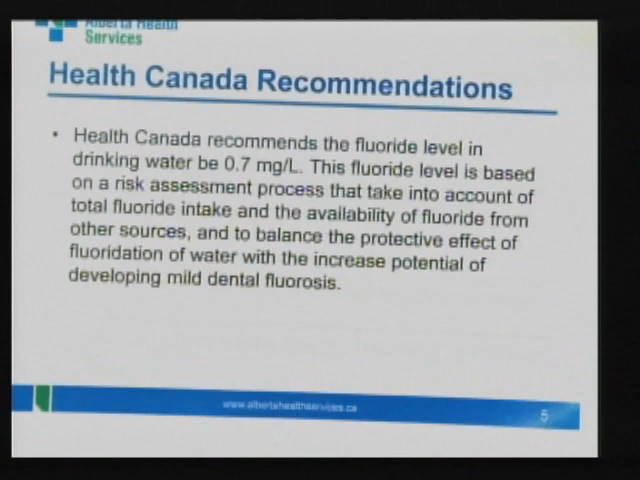 Alberta Health
Services
Health Canada Recommendations
• Health Canada recommends the fluoride level in
drinking water be 0.7 mg/L. This fluoride level is based
on a risk assessment process that take into account of
total fluoride intake and the availability of fluoride from
other sources, and to balance the protective effect of
fluoridation of water with the increase potential of
developing mild dental fluorosis.
www.albertahealthservices.ca
5